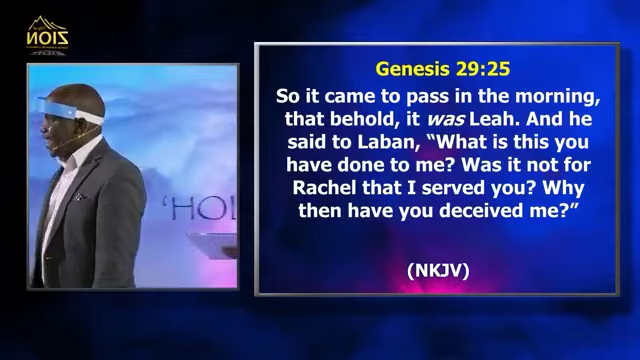 ZION
'HOL
Genesis 29:25
So it came to pass in the morning,
that behold, it was Leah. And he
said to Laban, “What is this you
have done to me? Was it not for
Rachel that I served you? Why
then have you deceived me?”
(NKJV)